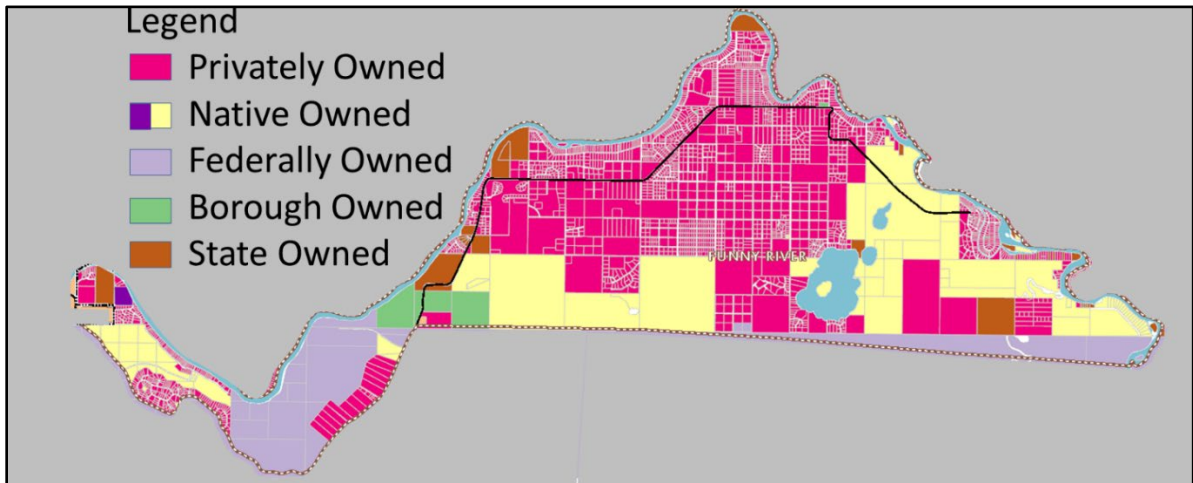 Legend
Privately Owned
Native Owned
Federally Owned
Borough Owned
State Owned
FUNNY RIVER